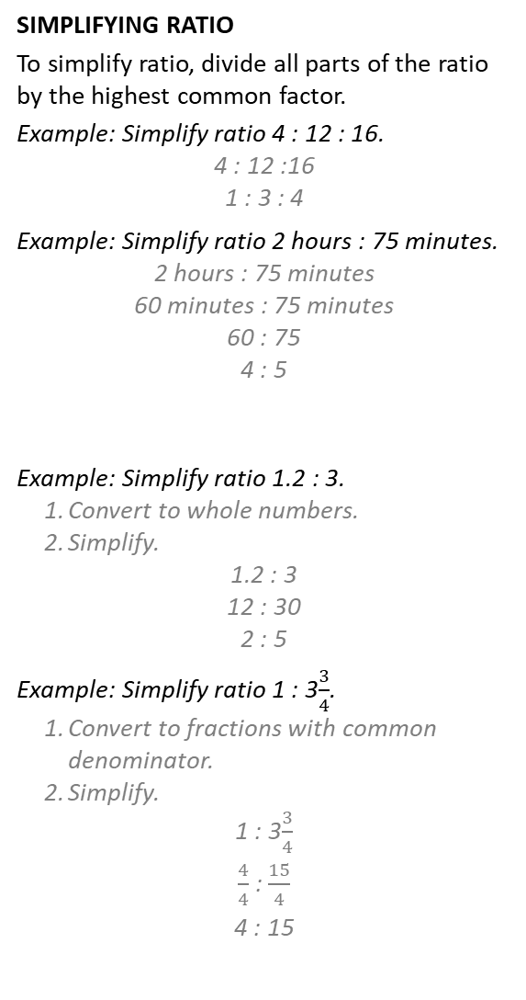 SIMPLIFYING RATIO
To simplify ratio, divide all parts of the ratio
by the highest common factor.
Example: Simplify ratio 4 : 12 : 16.
4 : 12 :16
1 : 3 : 4
Example: Simplify ratio 2 hours : 75 minutes.
2 hours : 75 minutes
60 minutes : 75 minutes
60 : 75
4 : 5
Example: Simplify ratio 1.2 : 3.
1. Convert to whole numbers.
2. Simplify.
1.2 : 3
12 : 30
2 : 5
Example: Simplify ratio 1 : 3 3/4.
1. Convert to fractions with common
denominator.
2. Simplify.
1 : 3 3/4
4/4 : 15/4
4 : 15